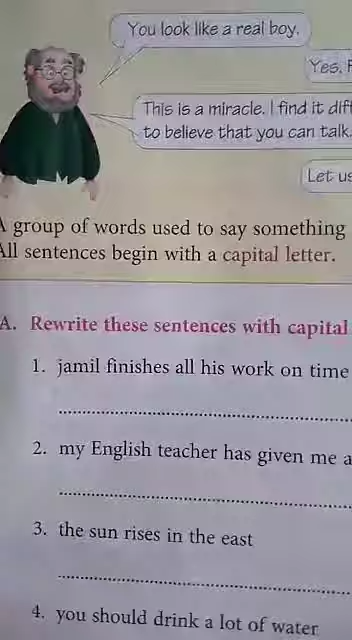 You look like a real boy.
Yes,
This is a miracle. I find it
to believe that you can talk.
Let us
A group of words used to say something
All sentences begin with a capital letter.
A. Rewrite these sentences with capital
1. jamil finishes all his work on time
2. my English teacher has given me a
3. the sun rises in the east
4. you should drink a lot of water